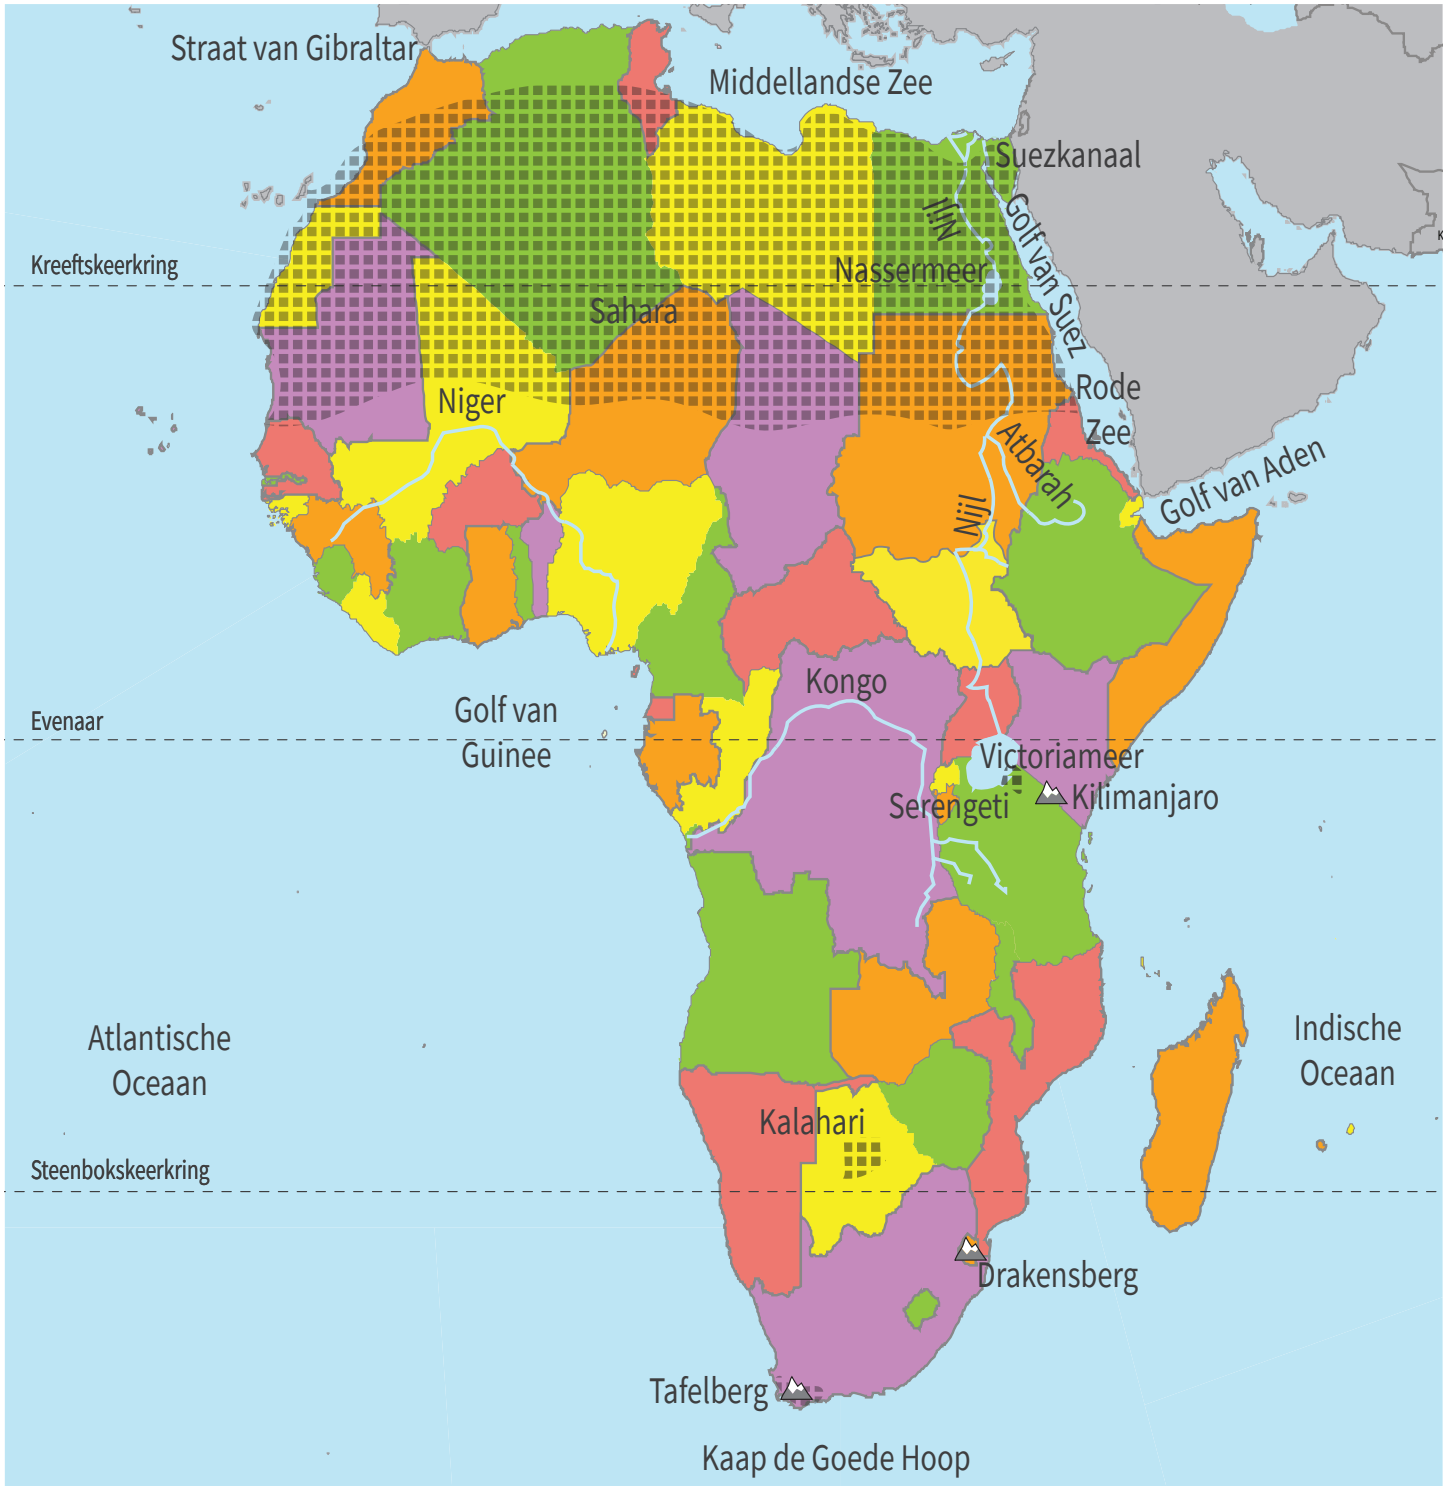 Straat van Gibraltar
Middellandse Zee
Suezkanaal
Nijl
Golf van Suez
Kreeftskeerkring
Nassermeer
K
Sahara
Rode
Zee
Niger
Atbarah
Golf van Aden
Nijl
Kongo
Golf van
Guinee
Evenaar
Victoriameer
Serengeti
Kilimanjaro
Atlantische
Oceaan
Indische
Oceaan
Kalahari
Steenbokskeerkring
Drakensberg
Tafelberg
Kaap de Goede Hoop